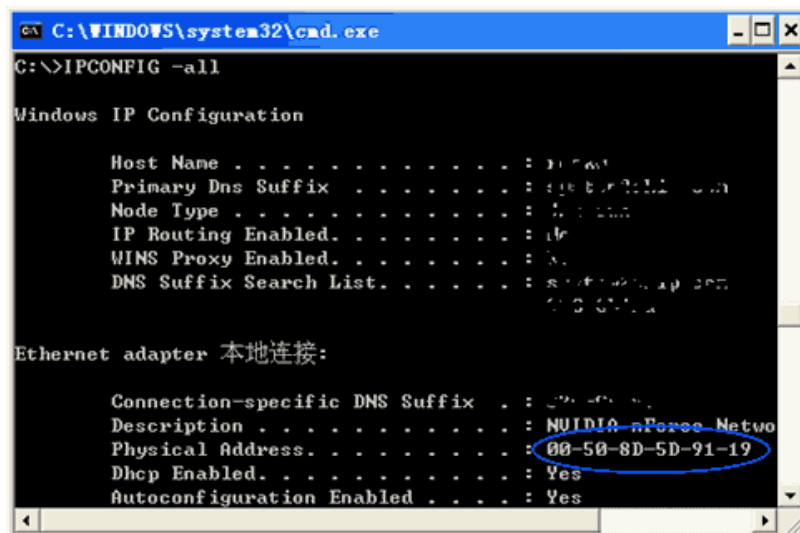 C:\WINDOWS\system32\cmd.exe
C:\>IPCONFIG -all
Windows IP Configuration
Host Name . . . . . . . . . . . . :
Primary Dns Suffix . . . . . . . :
Node Type . . . . . . . . . . . . :
IP Routing Enabled. . . . . . . . :
WINS Proxy Enabled. . . . . . . . :
DNS Suffix Search List. . . . . . :
Ethernet adapter 本地连接:
Connection-specific DNS Suffix . :
Description . . . . . . . . . . . : NVIDIA nForce Netwo
Physical Address. . . . . . . . . : 00-50-8D-5D-91-19
Dhcp Enabled. . . . . . . . . . . : Yes
Autoconfiguration Enabled . . . . : Yes